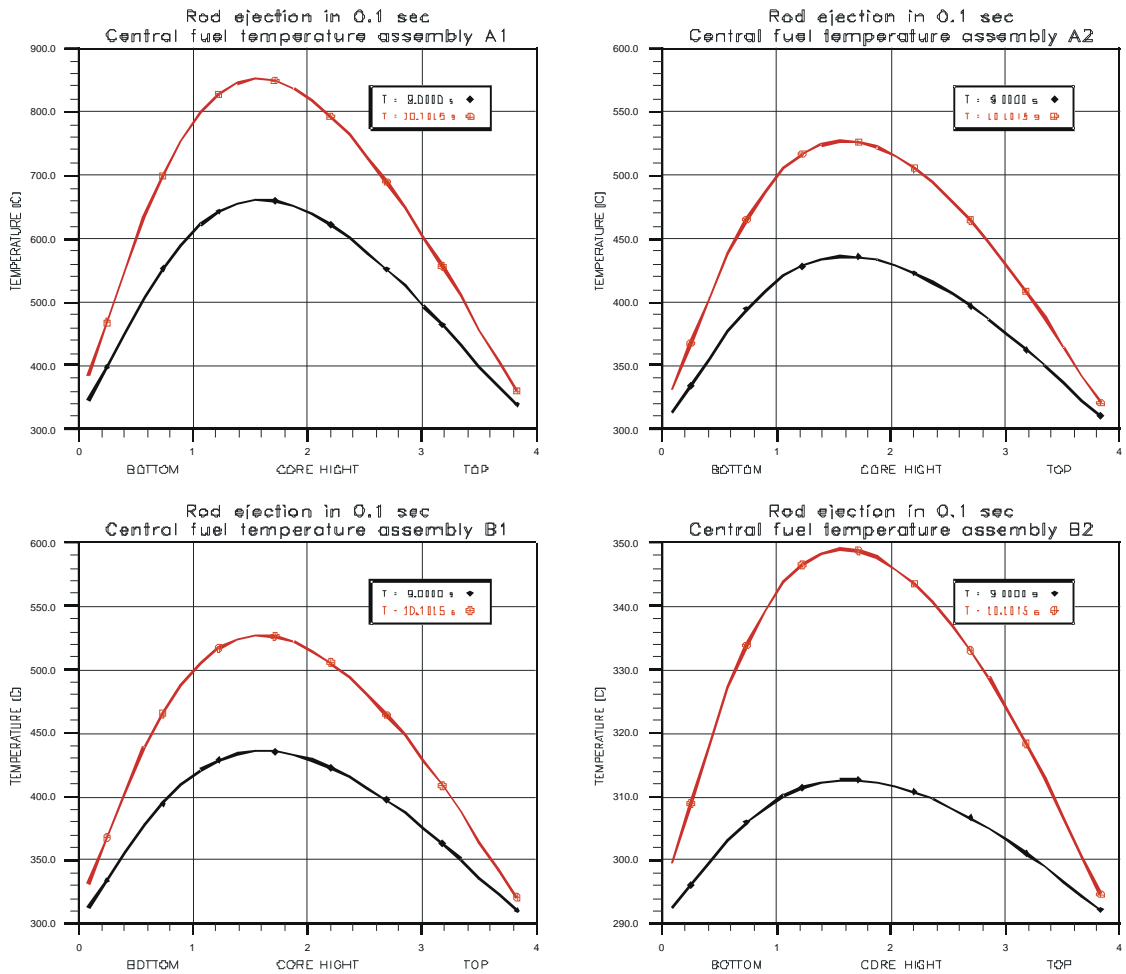 Rod ejection in 0.1 sec
Central fuel temperature assembly A1
900.0
800.0
700.0
600.0
500.0
400.0
300.0
TEMPERATURE [C]
T = 9.0000 s
T = 10.1015 s
0 1 2 3 4
BOTTOM CORE HIGHT TOP
Rod ejection in 0.1 sec
Central fuel temperature assembly A2
600.0
550.0
500.0
450.0
400.0
350.0
300.0
TEMPERATURE [C]
T = 9.0000 s
T = 10.1015 s
0 1 2 3 4
BOTTOM CORE HIGHT TOP
Rod ejection in 0.1 sec
Central fuel temperature assembly B1
600.0
550.0
500.0
450.0
400.0
350.0
300.0
TEMPERATURE [C]
T = 9.0000 s
T = 10.1015 s
0 1 2 3 4
BOTTOM CORE HIGHT TOP
Rod ejection in 0.1 sec
Central fuel temperature assembly B2
350.0
340.0
330.0
320.0
310.0
300.0
290.0
TEMPERATURE [C]
T = 9.0000 s
T = 10.1015 s
0 1 2 3 4
BOTTOM CORE HIGHT TOP